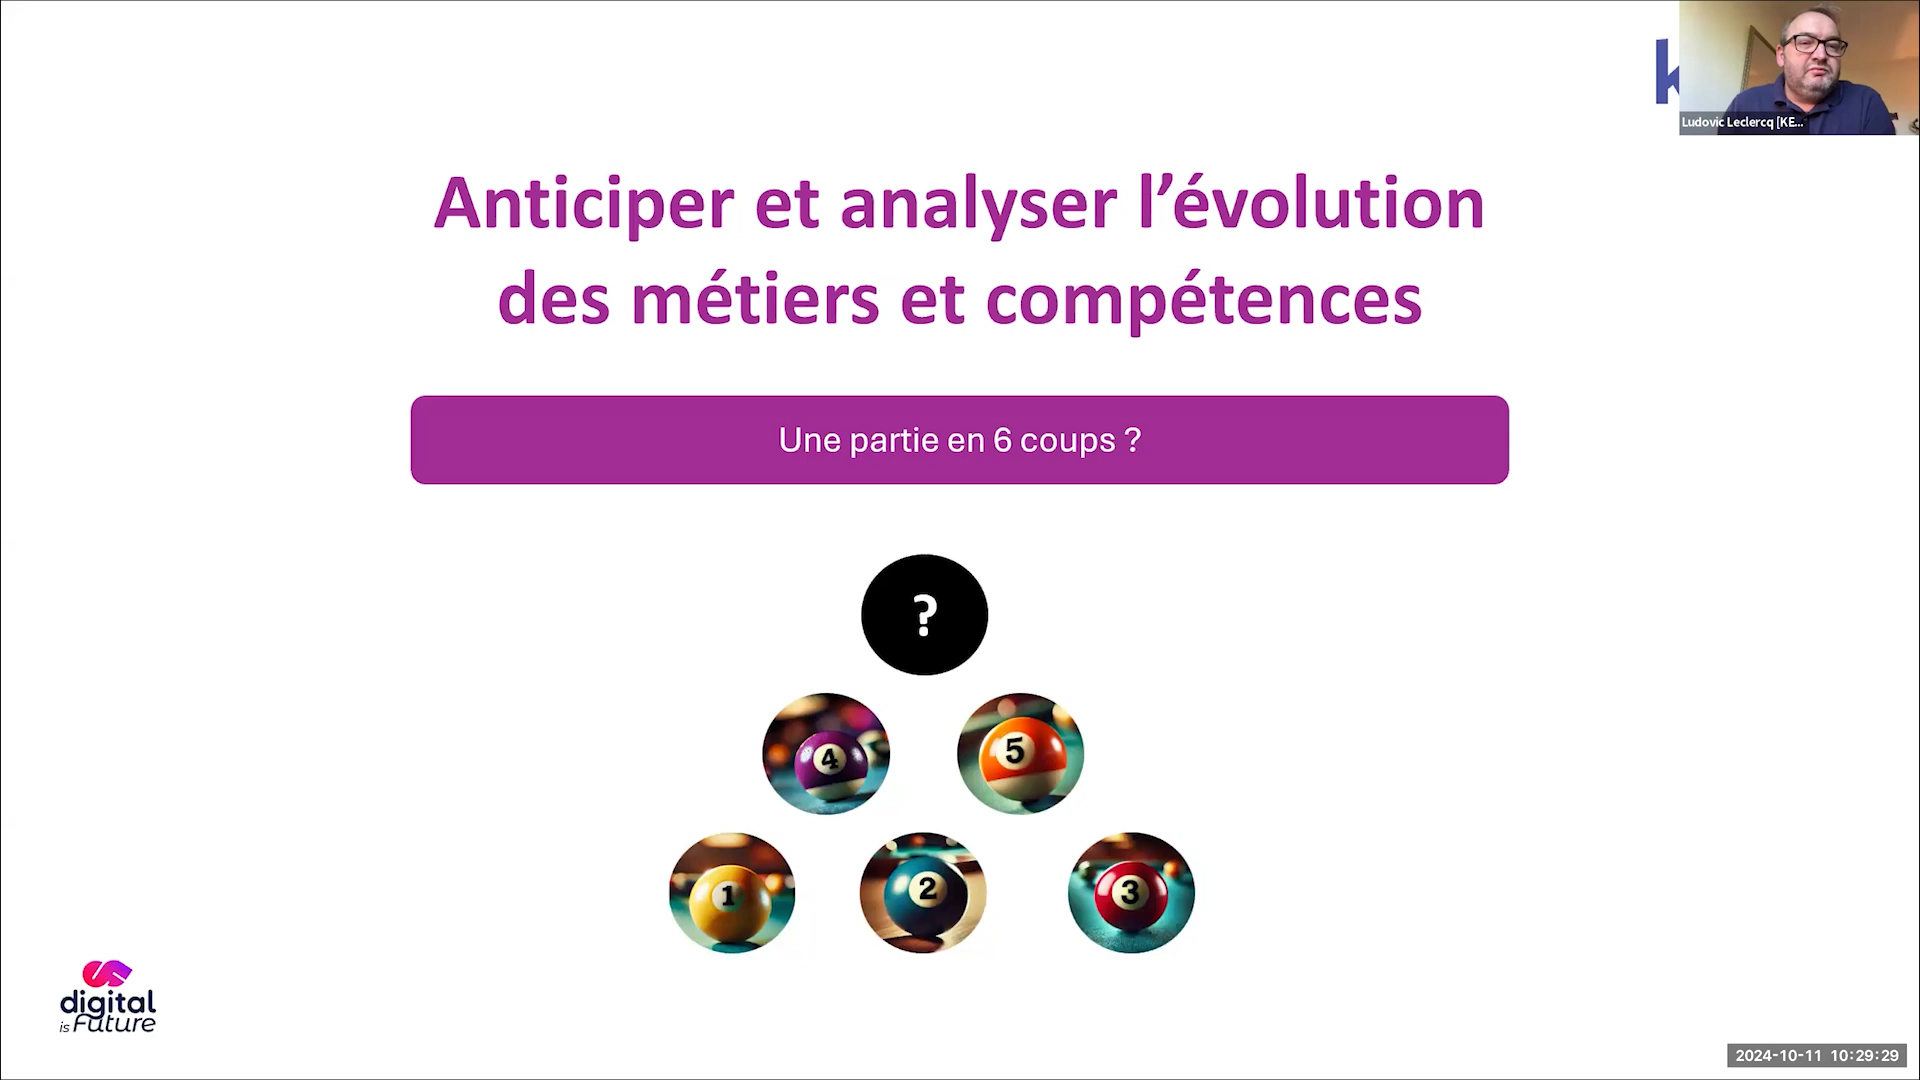 k
Ludovic Leclercq [KE...
Anticiper et analyser l’évolution
des métiers et compétences
Une partie en 6 coups ?
?
4
5
1
2
3
digital
is Future
2024-10-11 10:29:29